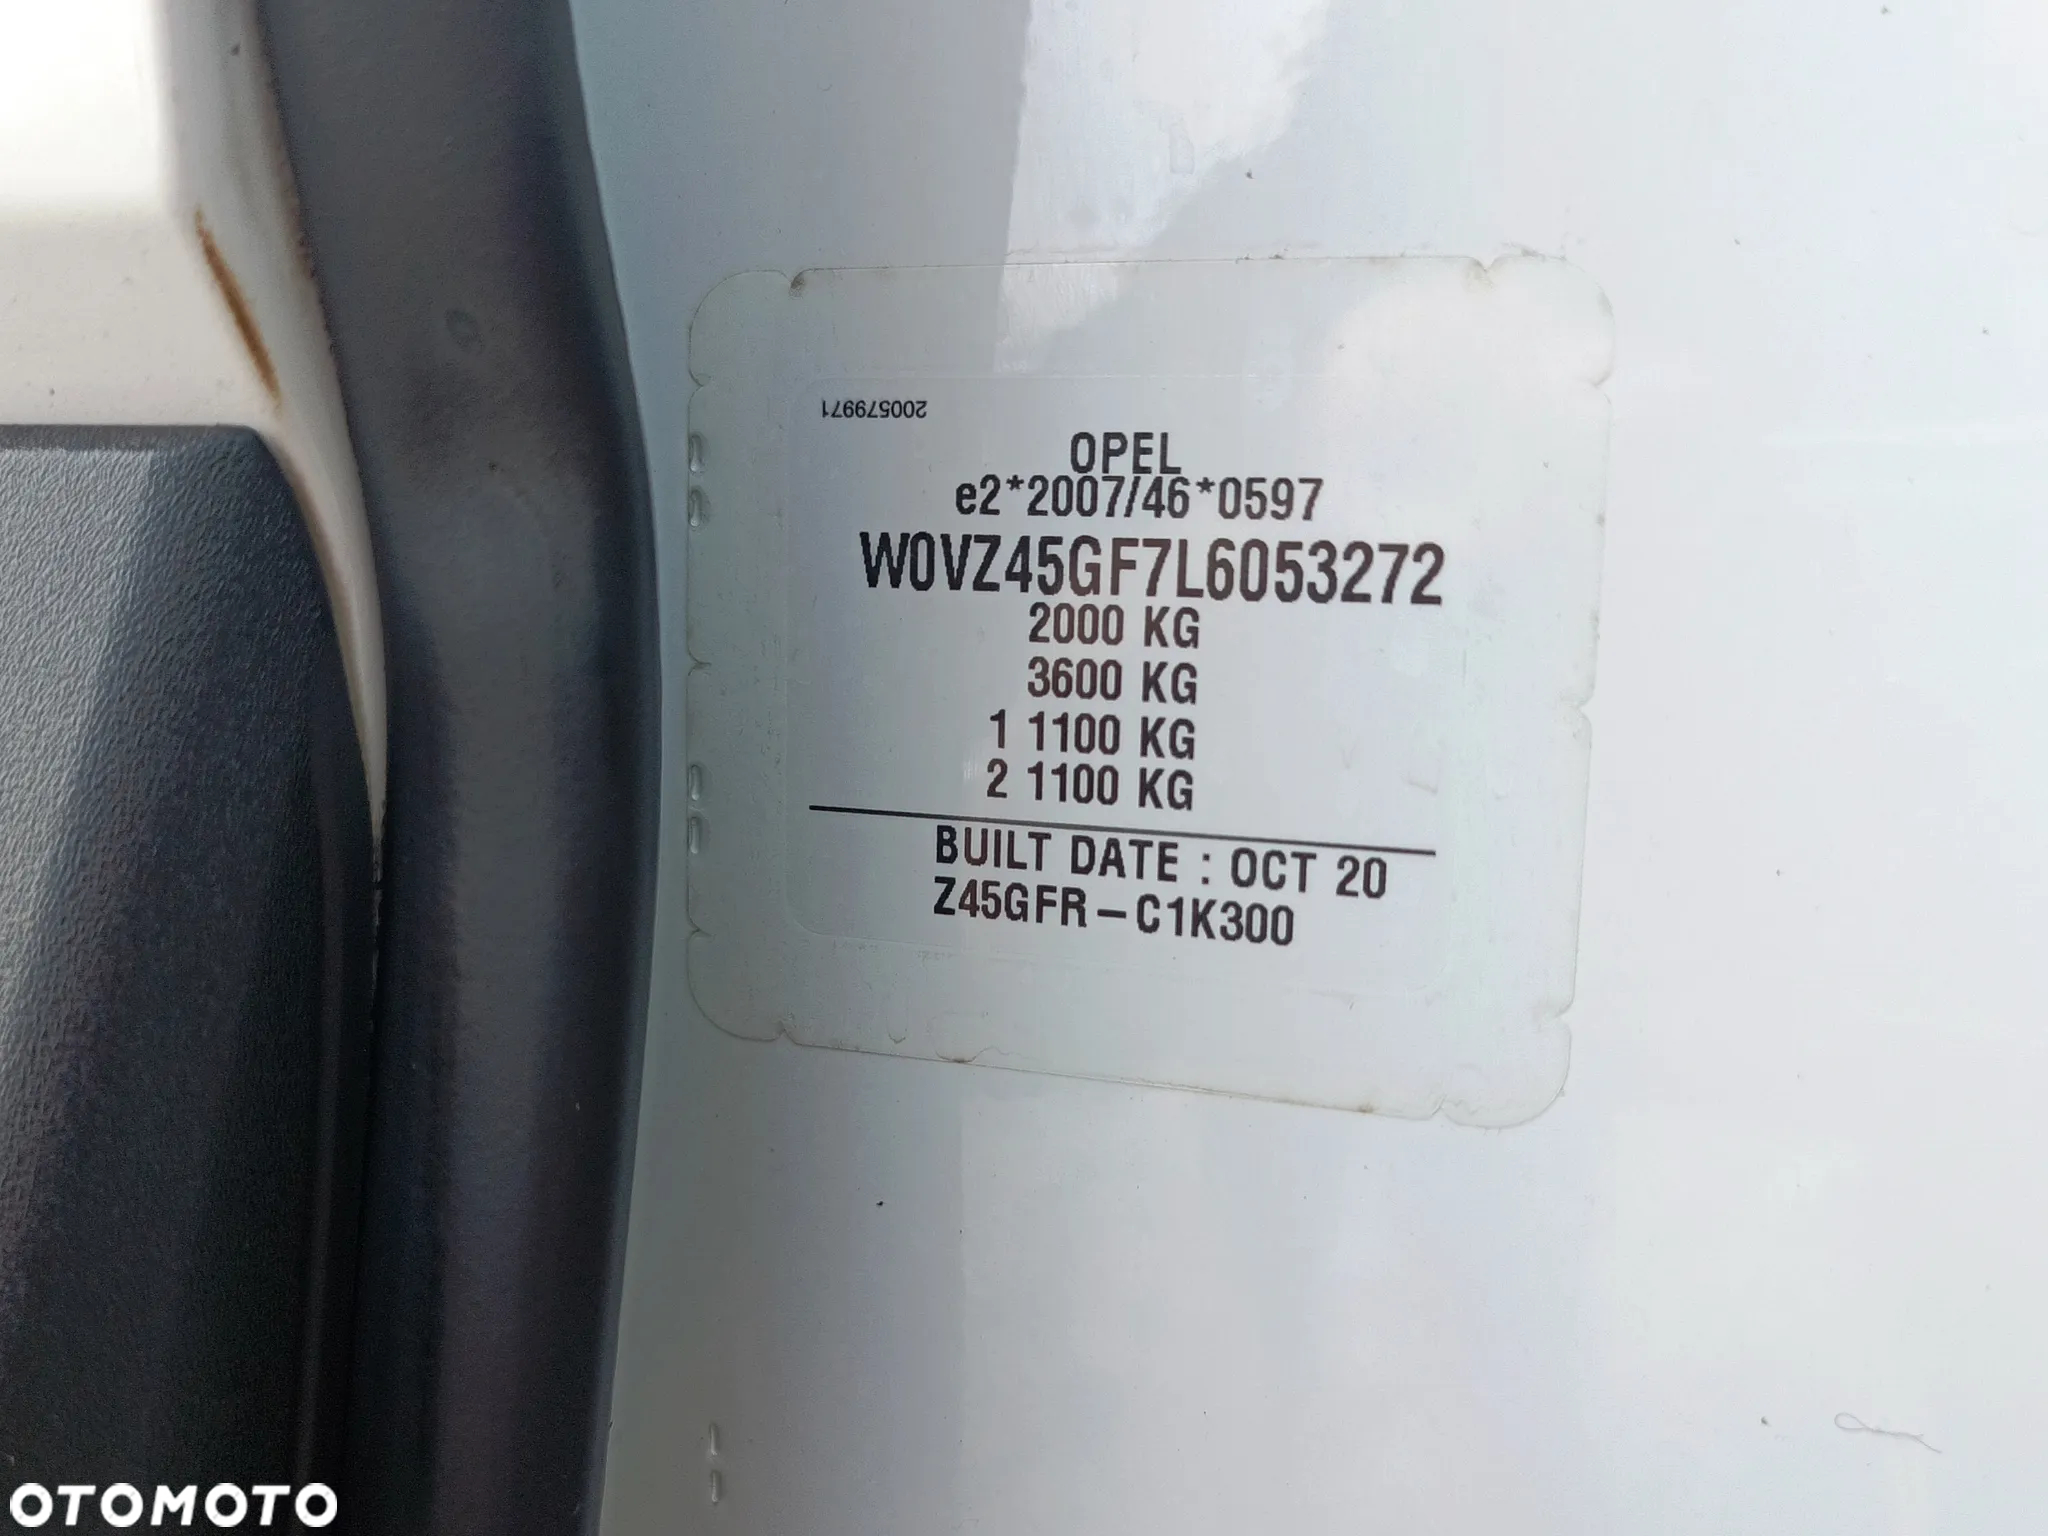 200579971
OPEL
e2*2007/46*0597
W0VZ45GF7L6053272
2000 KG
3600 KG
1 1100 KG
2 1100 KG
BUILT DATE : OCT 20
Z45GFR-C1K300
OTOMOTO